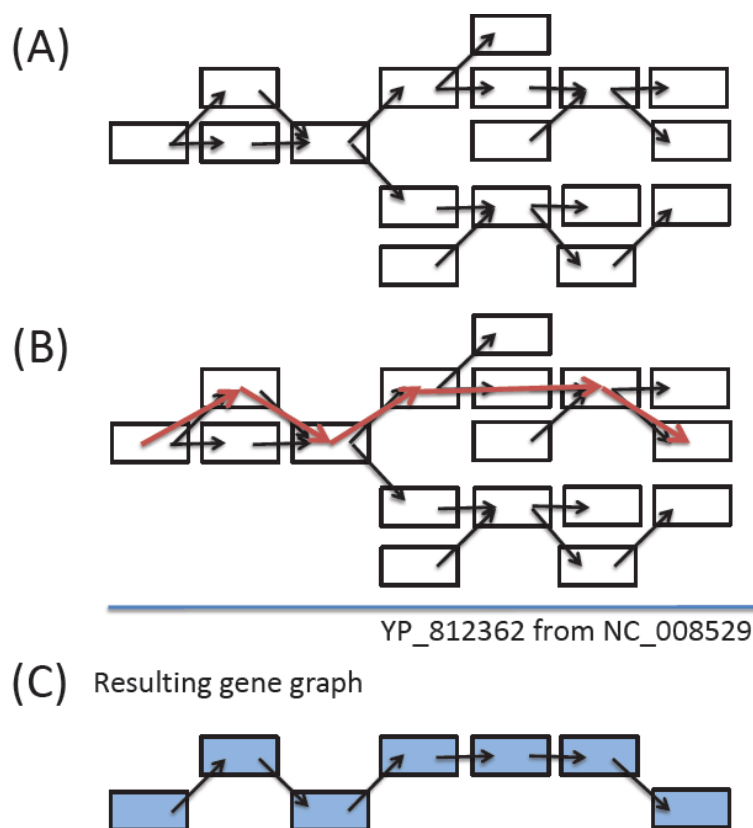 (A)
(B)
YP_812362 from NC_008529
(C) Resulting gene graph